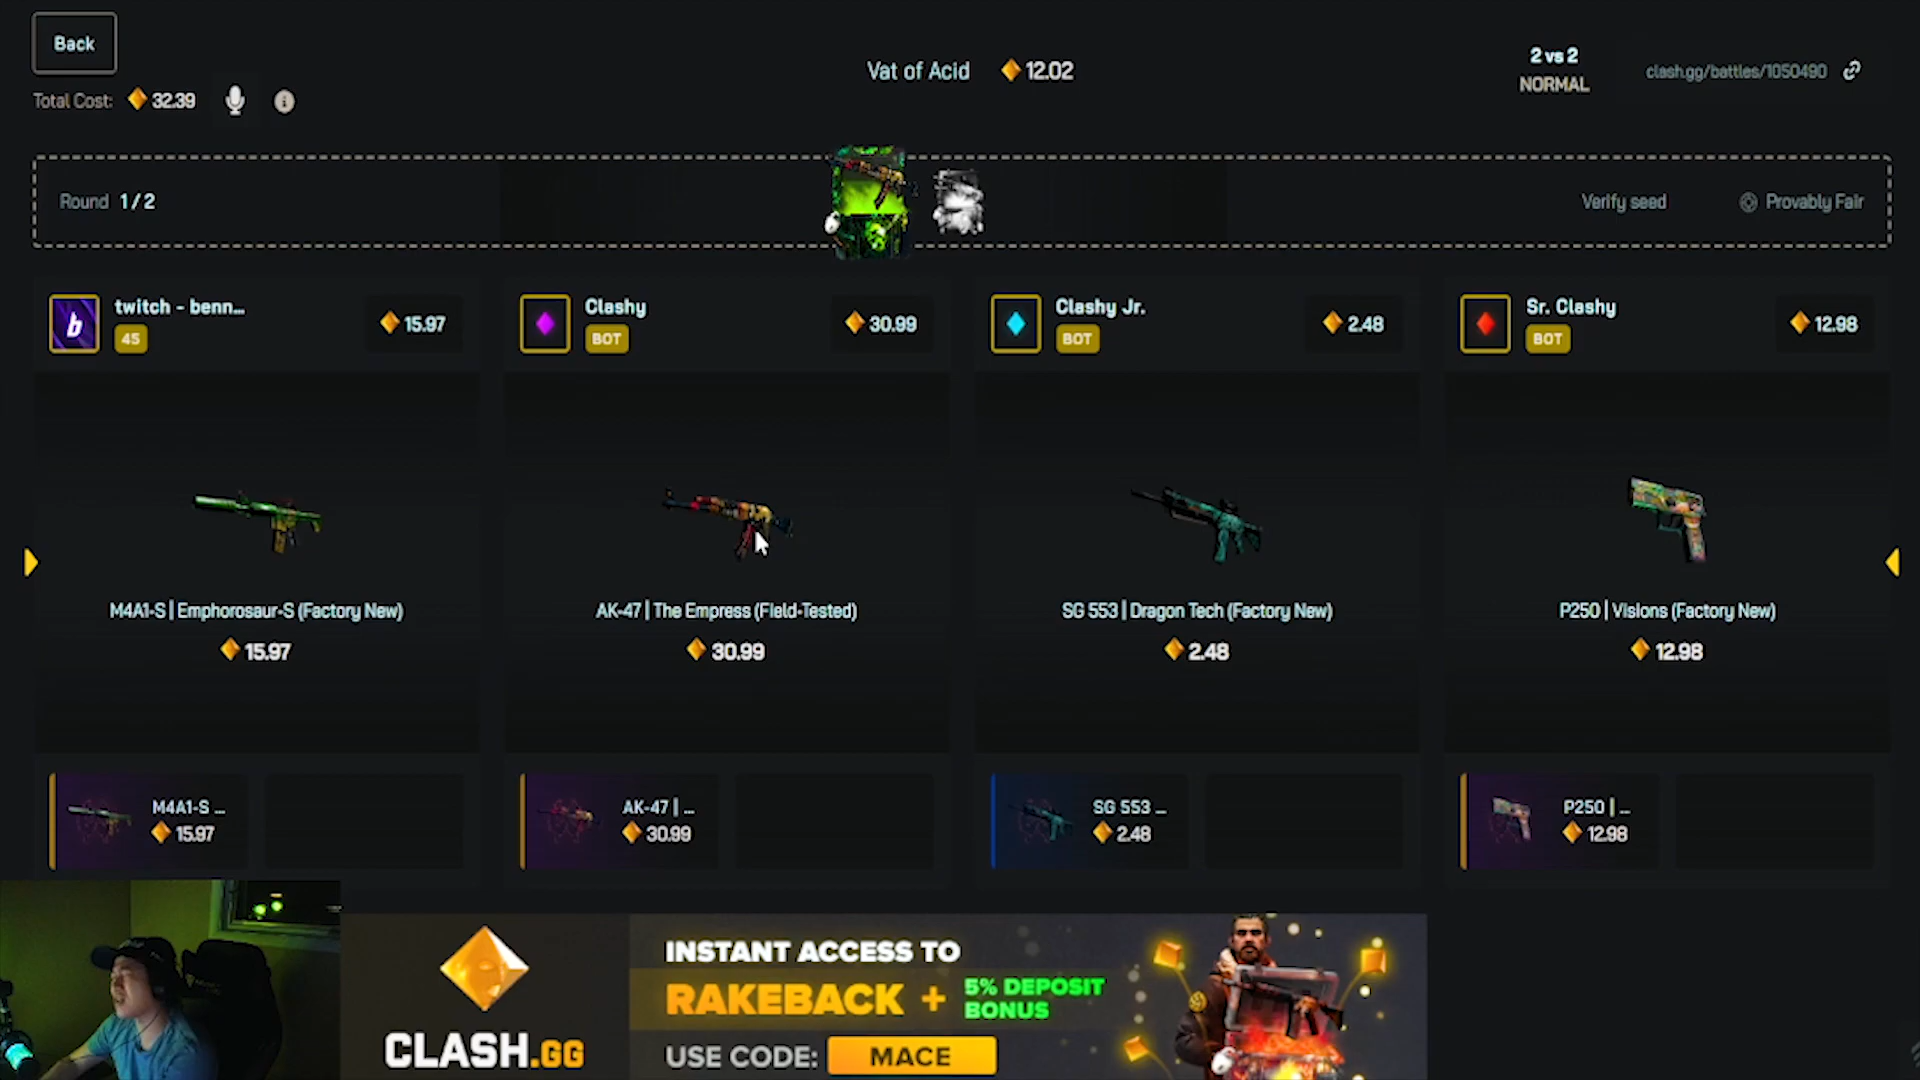 Back
Total Cost: 32.39
Vat of Acid 12.02
2 vs 2
NORMAL
clash.gg/battles/1050490
Round 1 / 2
Verify seed
Provably Fair
twitch - benn...
45
15.97
Clashy
BOT
30.99
Clashy Jr.
BOT
2.48
Sr. Clashy
BOT
12.98
M4A1-S | Emphorosaur-S (Factory New)
15.97
AK-47 | The Empress (Field-Tested)
30.99
SG 553 | Dragon Tech (Factory New)
2.48
P250 | Visions (Factory New)
12.98
M4A1-S ...
15.97
AK-47 | ...
30.99
SG 553 ...
2.48
P250 | ...
12.98
CLASH.GG
INSTANT ACCESS TO
RAKEBACK + 5% DEPOSIT
BONUS
USE CODE: MACE